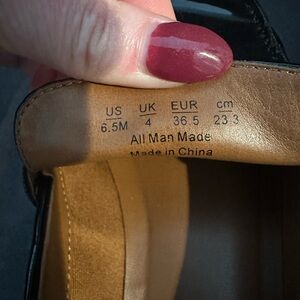 US UK EUR cm
6.5M 4 36.5 23.3
All Man Made
Made in China